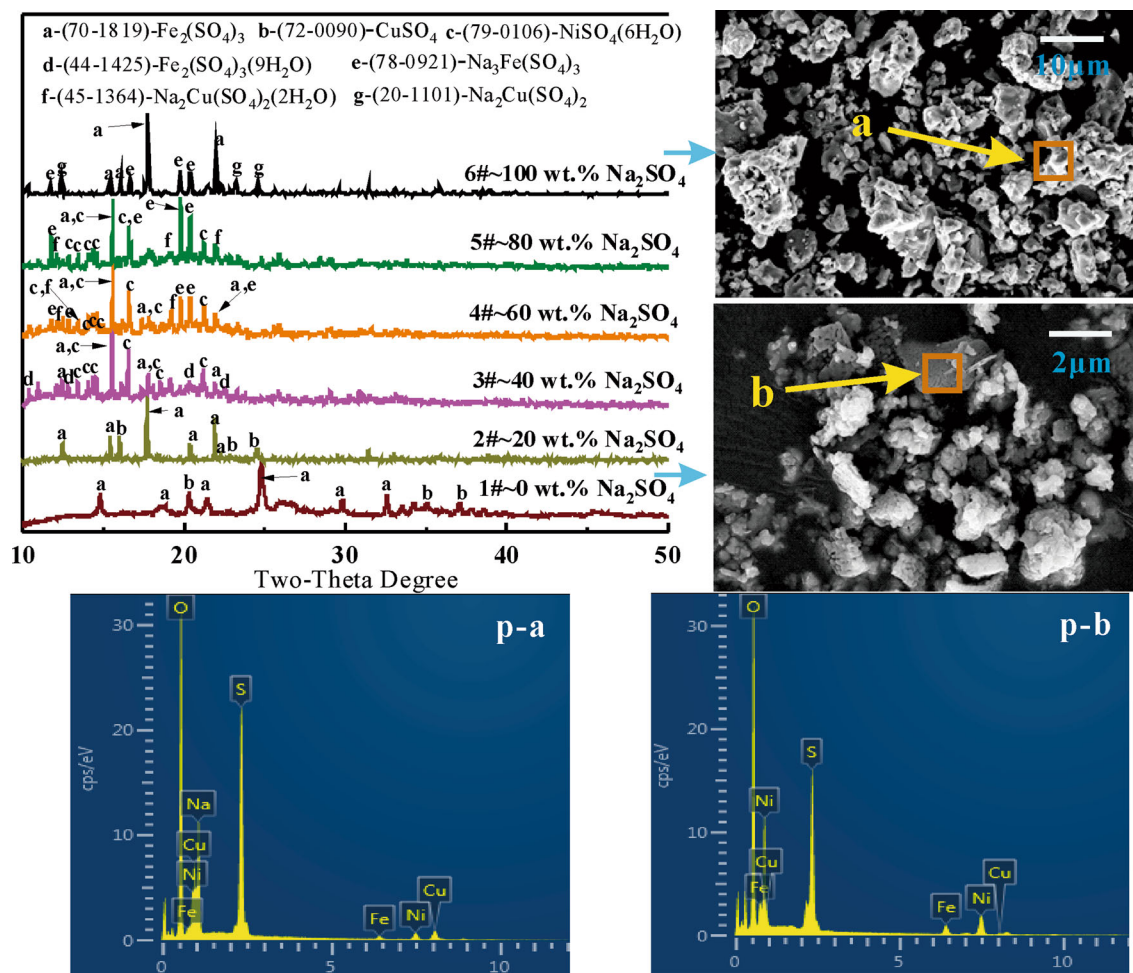 a-(70-1819)-Fe₂(SO₄)₃ b-(72-0090)-CuSO₄ c-(79-0106)-NiSO₄(6H₂O)
d-(44-1425)-Fe₂(SO₄)₃(9H₂O) e-(78-0921)-Na₃Fe(SO₄)₃
f-(45-1364)-Na₂Cu(SO₄)₂(2H₂O) g-(20-1101)-Na₂Cu(SO₄)₂
a
a
e g a a e e e g g
6#~100 wt.% Na₂SO₄
a,c c,e e e
e f c c c c f c f
5#~80 wt.% Na₂SO₄
a,c
c,f c e e a,e
e f e c c c a,c f c
4#~60 wt.% Na₂SO₄
a,c c
d a d c c c a,c c d c a d
3#~40 wt.% Na₂SO₄
a
a a b a a b b
2#~20 wt.% Na₂SO₄
a
a a b a a a b b
1#~0 wt.% Na₂SO₄
10 20 30 40 50
Two-Theta Degree
10μm
a
2μm
b
p-a
O
30
S
20
cps/eV
Na
10
Cu
Ni
Fe
Fe
Ni
Cu
0
0 5 10
p-b
O
30
S
20
cps/eV
Ni
10
Cu
Fe
Fe
Ni
Cu
0
0 5 10